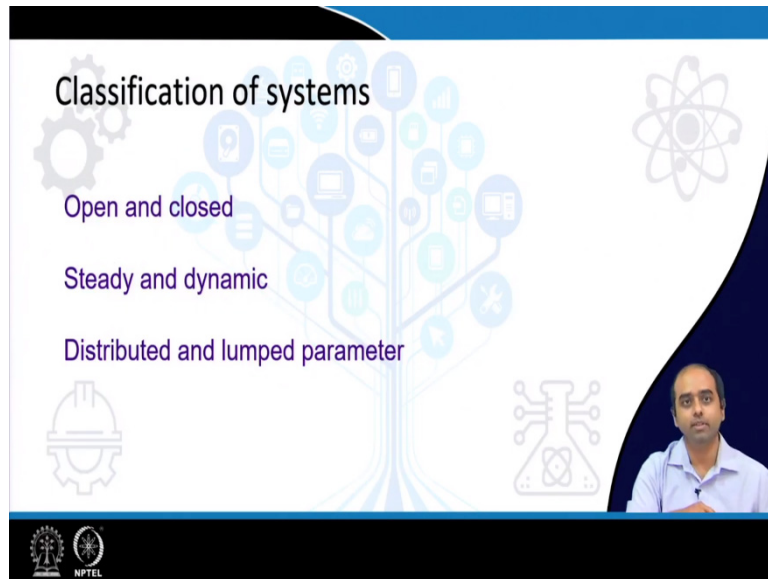 Classification of systems
Open and closed
Steady and dynamic
Distributed and lumped parameter
NPTEL